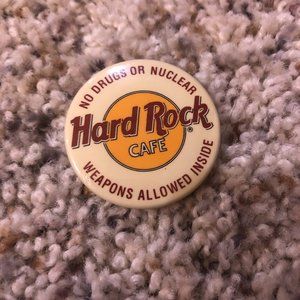 NO DRUGS OR NUCLEAR
Hard Rock
CAFE
®
WEAPONS ALLOWED INSIDE